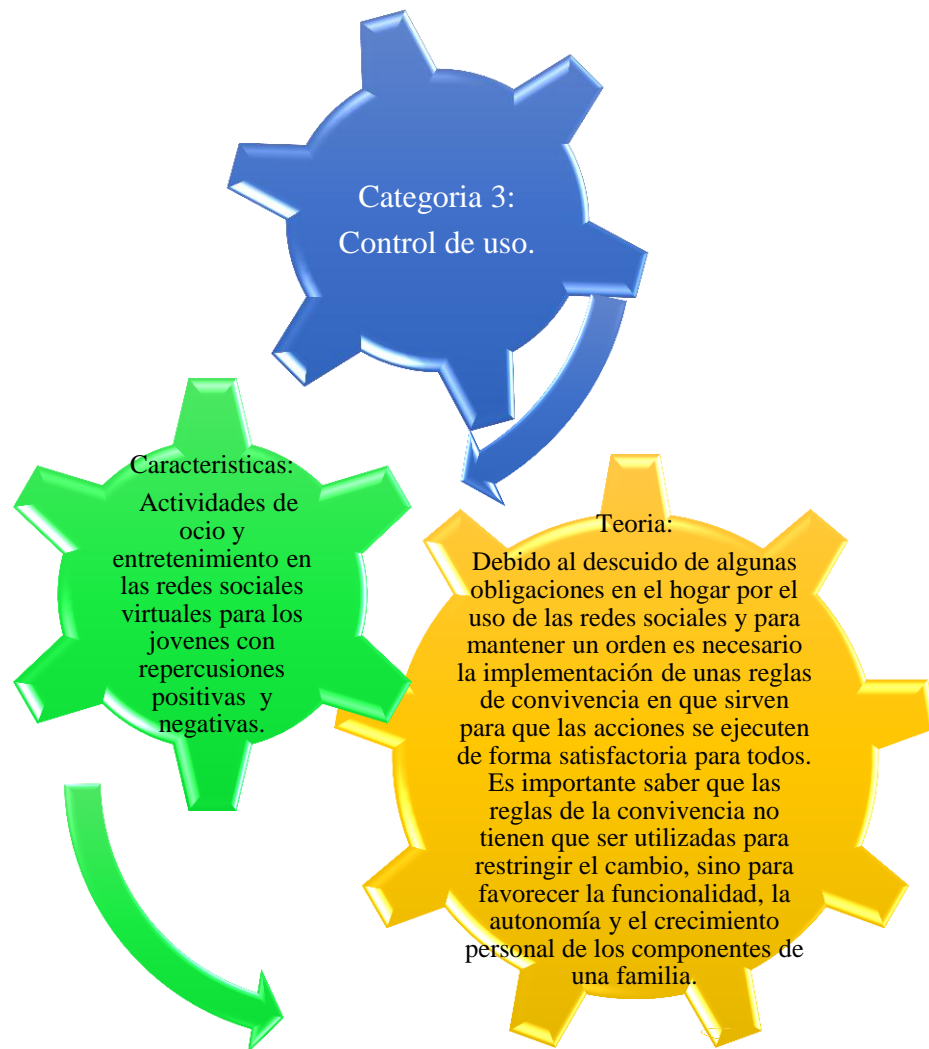 Categoria 3:
Control de uso.
Caracteristicas:
Actividades de
ocio y
entretenimiento en
las redes sociales
virtuales para los
jovenes con
repercusiones
positivas y
negativas.
Teoria:
Debido al descuido de algunas
obligaciones en el hogar por el
uso de las redes sociales y para
mantener un orden es necesario
la implementación de unas reglas
de convivencia en que sirven
para que las acciones se ejecuten
de forma satisfactoria para todos.
Es importante saber que las
reglas de la convivencia no
tienen que ser utilizadas para
restringir el cambio, sino para
favorecer la funcionalidad, la
autonomía y el crecimiento
personal de los componentes de
una familia.